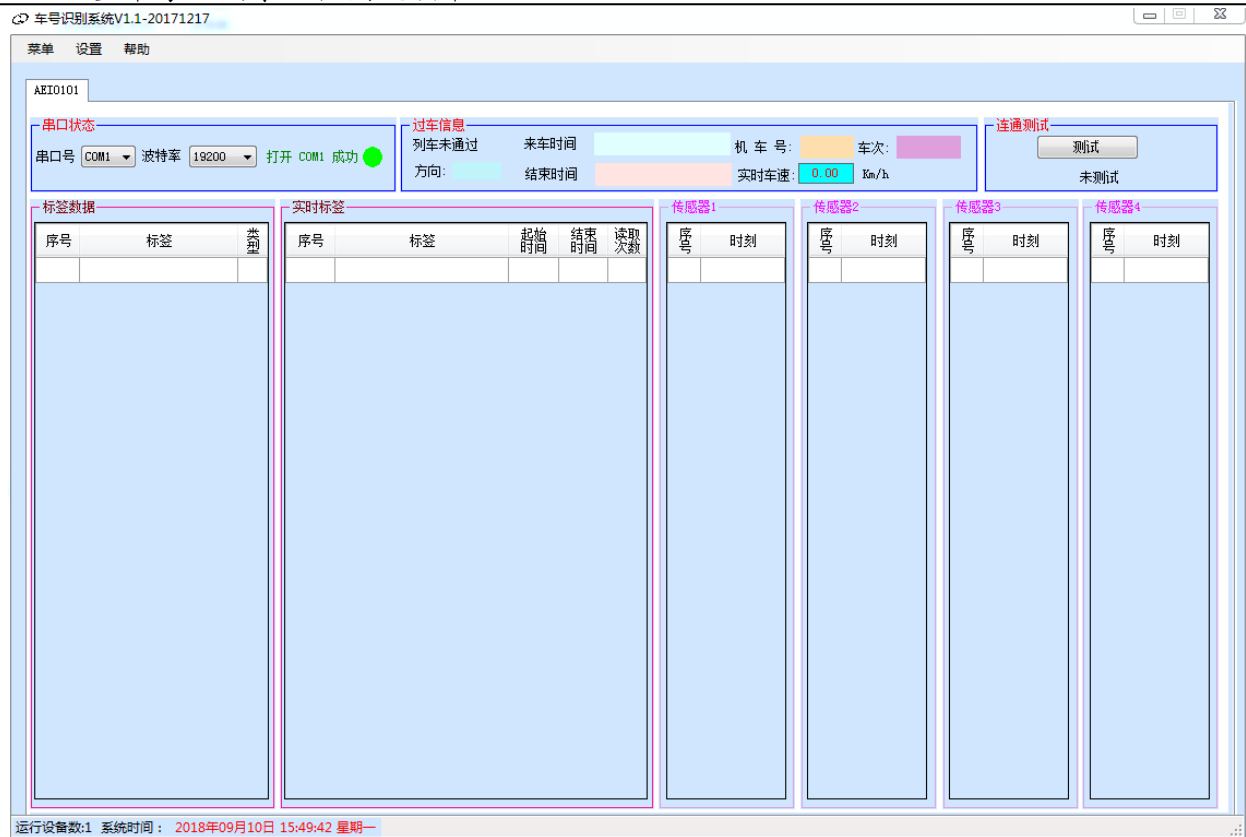 车号识别系统V1.1-20171217
菜单 设置 帮助
AEI0101
串口状态 过车信息 连通测试
列车未通过 来车时间 机 车 号: 车次: 测试
串口号 COM1 波特率 19200 打开 COM1 成功
方向: 结束时间 实时车速: 0.00 Km/h 未测试
标签数据 实时标签 传感器1 传感器2 传感器3 传感器4
序号 标签 类型 序号 标签 起始时间 结束时间 读取次数 序号 时刻 序号 时刻 序号 时刻 序号 时刻
运行设备数:1 系统时间： 2018年09月10日 15:49:42 星期一